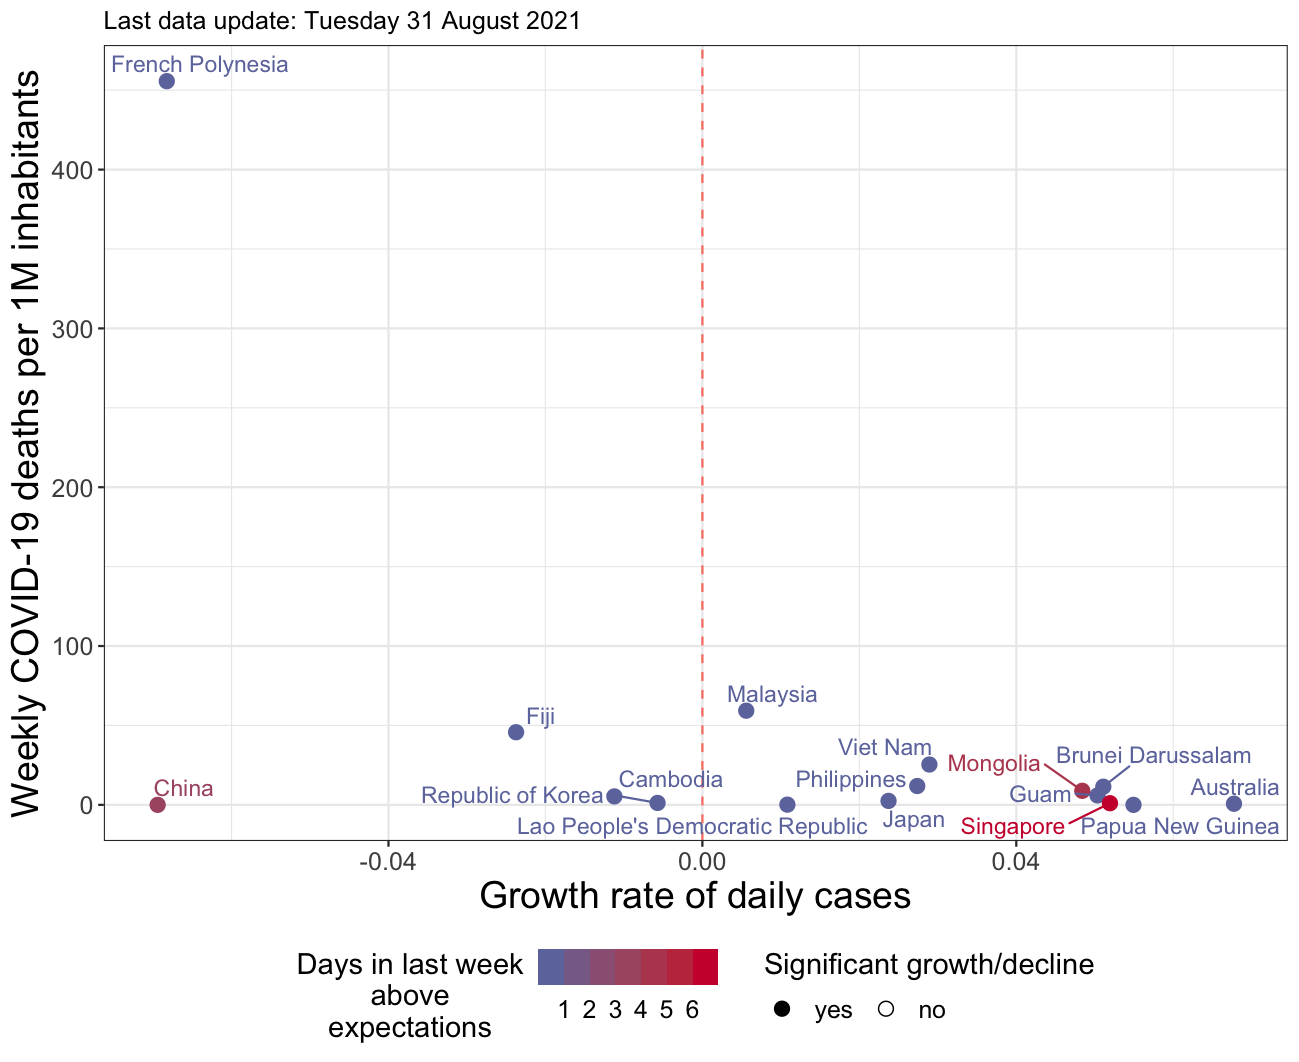 Last data update: Tuesday 31 August 2021
Weekly COVID-19 deaths per 1M inhabitants
400
300
200
100
0
French Polynesia
Malaysia
Fiji
Viet Nam
Brunei Darussalam
Mongolia
Cambodia
Philippines
China
Australia
Republic of Korea
Guam
Japan
Lao People's Democratic Republic
Singapore
Papua New Guinea
-0.04
0.00
0.04
Growth rate of daily cases
Days in last week
above
expectations
1 2 3 4 5 6
Significant growth/decline
yes
no